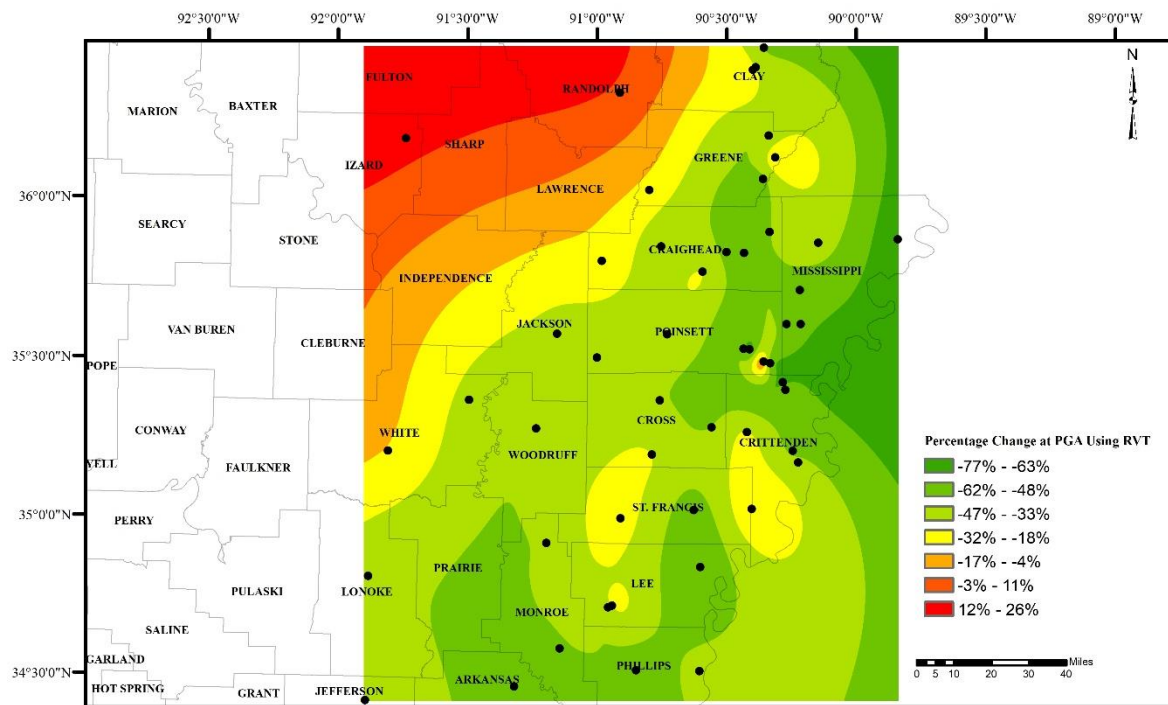 92°30'0"W 92°0'0"W 91°30'0"W 91°0'0"W 90°30'0"W 90°0'0"W 89°30'0"W 89°0'0"W
N
FULTON
CLAY
RANDOLPH
MARION
BAXTER
SHARP
IZARD
GREENE
LAWRENCE
36°0'0"N
SEARCY
STONE
CRAIGHEAD
MISSISSIPPI
INDEPENDENCE
JACKSON
POINSETT
VAN BUREN
CLEBURNE
35°30'0"N
POPE
CROSS
CONWAY
WHITE
CRITTENDEN
WOODRUFF
YELL
FAULKNER
ST. FRANCIS
35°0'0"N
PERRY
PRAIRIE
LEE
PULASKI
LONOKE
MONROE
SALINE
34°30'0"N
GARLAND
PHILLIPS
HOT SPRING
GRANT
JEFFERSON
ARKANSAS
Percentage Change at PGA Using RVT
-77% - -63%
-62% - -48%
-47% - -33%
-32% - -18%
-17% - -4%
-3% - 11%
12% - 26%
Miles
20 10 5 0 20 40